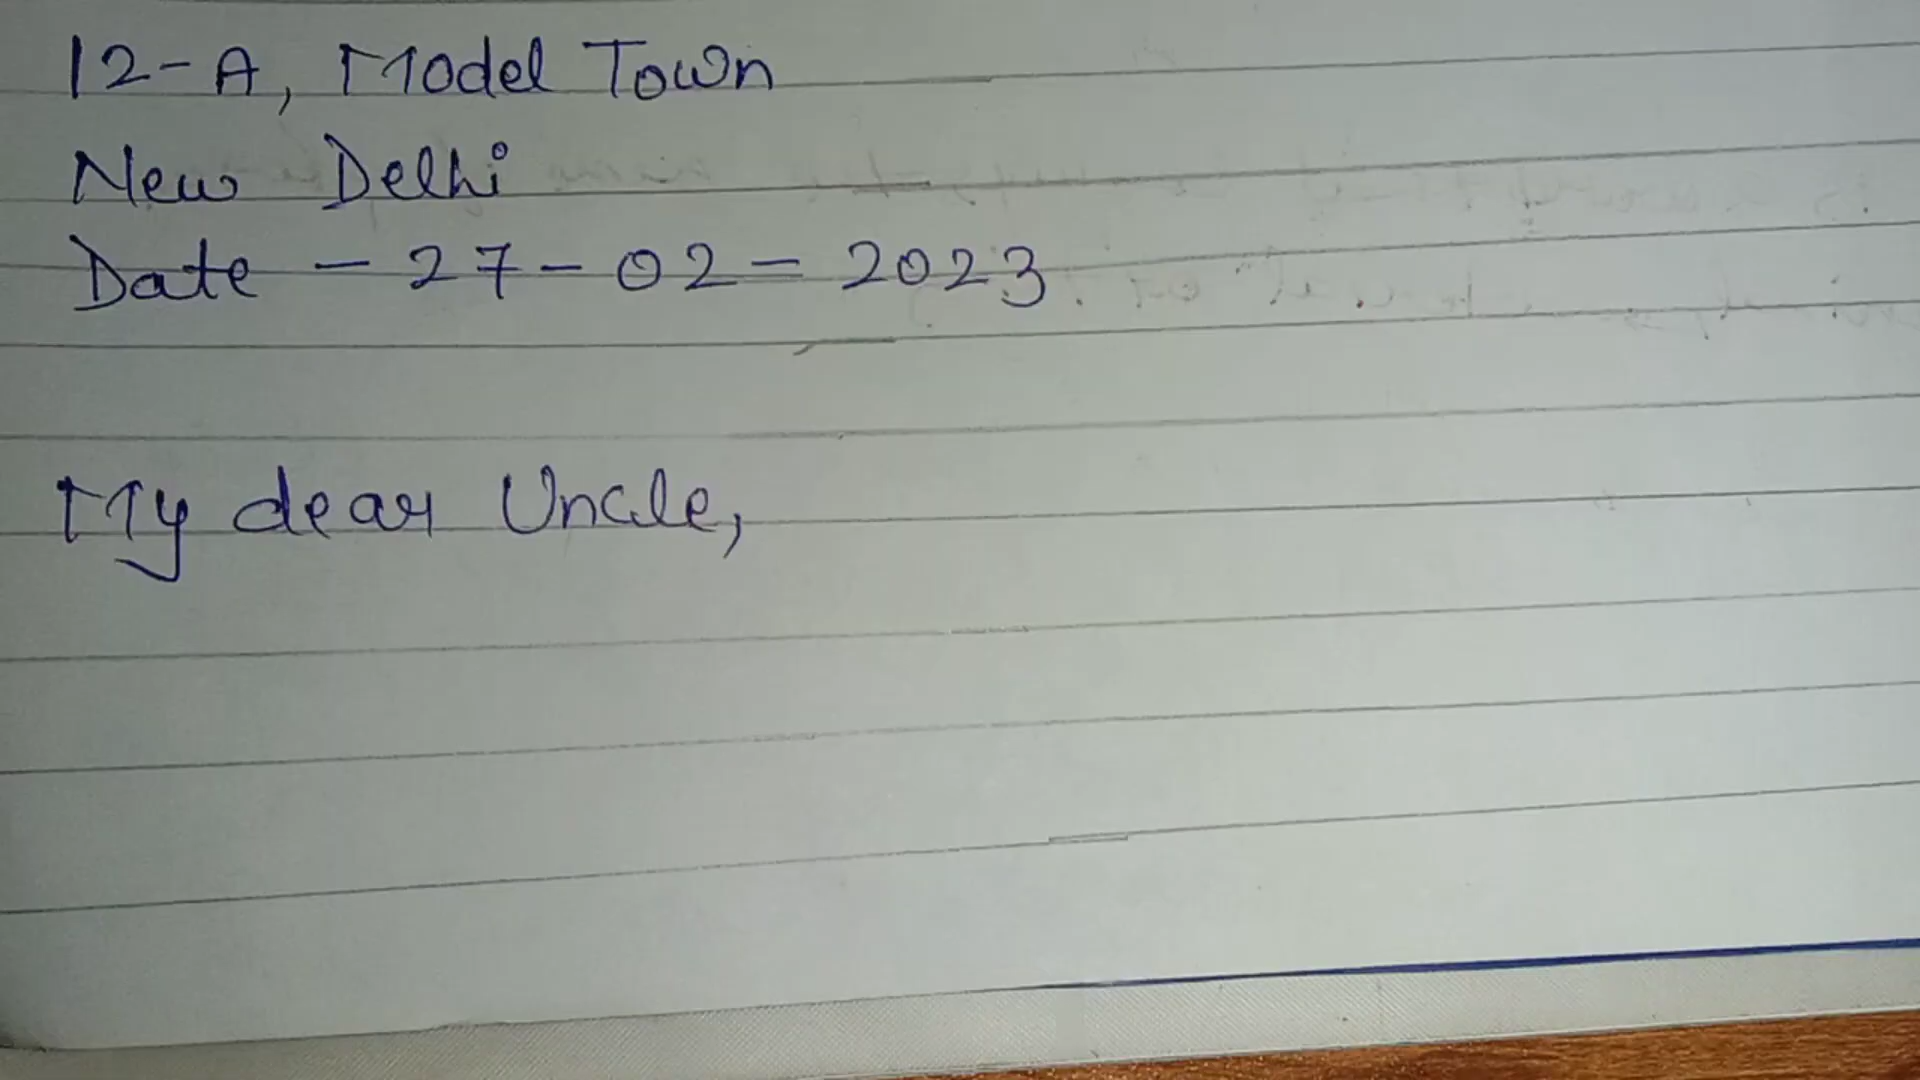 12-A, Model Town
New Delhi
Date - 27-02-2023
My dear Uncle,